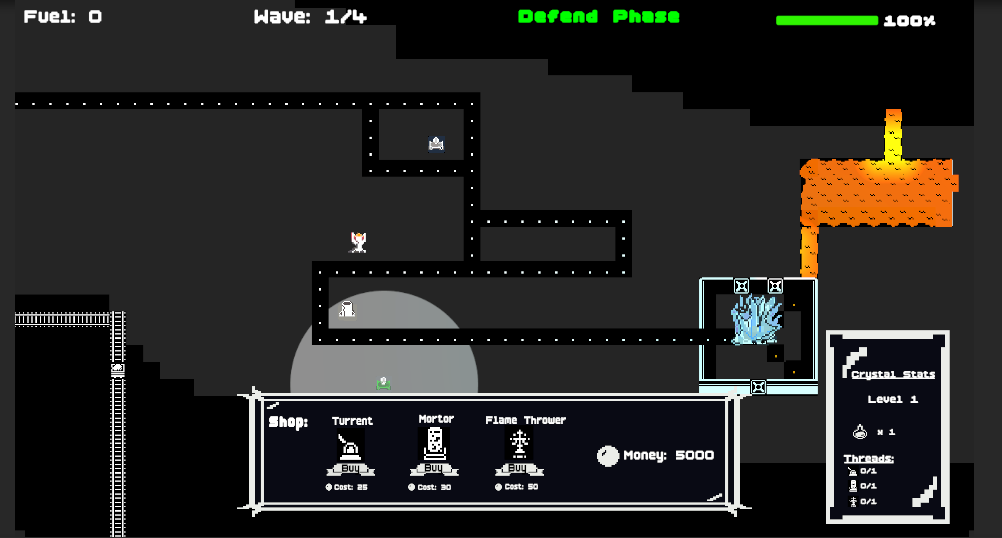 Fuel: 0
Wave: 1/4
Defend Phase
100%
Crystal Stats
Level 1
x 1
Threads:
0/1
0/1
0/1
Shop:
Turrent
Mortor
Flame Thrower
Buy
Buy
Buy
Cost: 25
Cost: 30
Cost: 50
Money: 5000